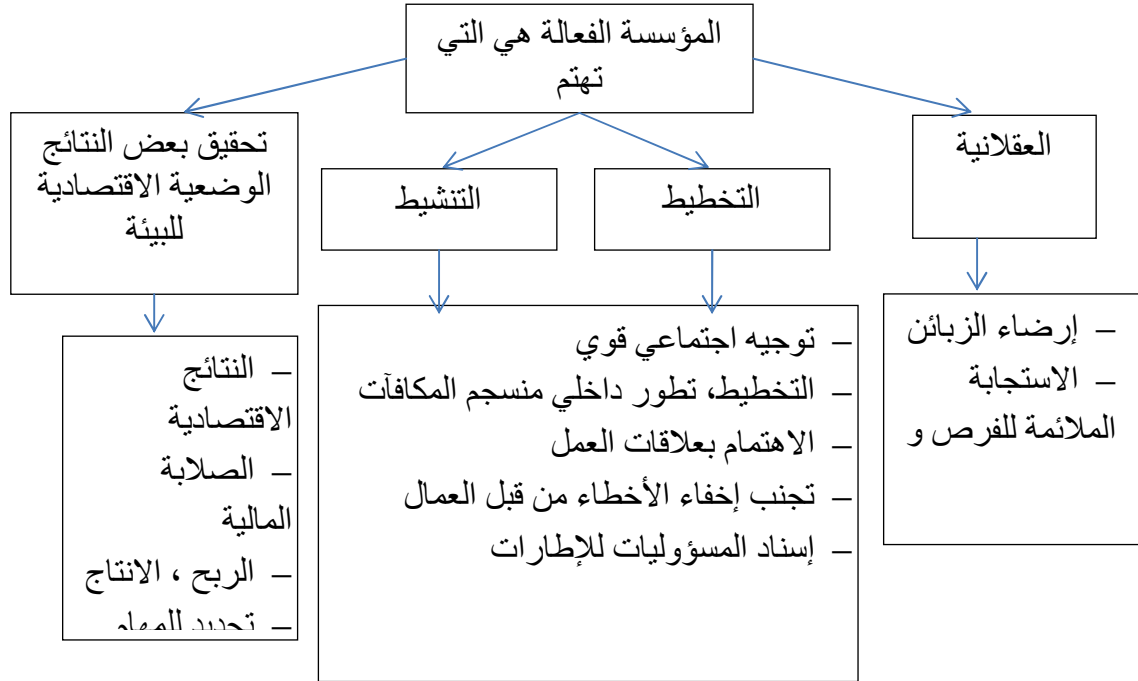 المؤسسة الفعالة هي التي
تهتم
العقلانية
التخطيط
التنشيط
تحقيق بعض النتائج
الوضعية الاقتصادية
للبيئة
– إرضاء الزبائن
– الاستجابة
الملائمة للفرص و
– توجيه اجتماعي قوي
– التخطيط، تطور داخلي منسجم المكافآت
– الاهتمام بعلاقات العمل
– تجنب إخفاء الأخطاء من قبل العمال
– إسناد المسؤوليات للإطارات
– النتائج
الاقتصادية
– الصلابة
المالية
– الربح ، الانتاج
– تحديد المهام